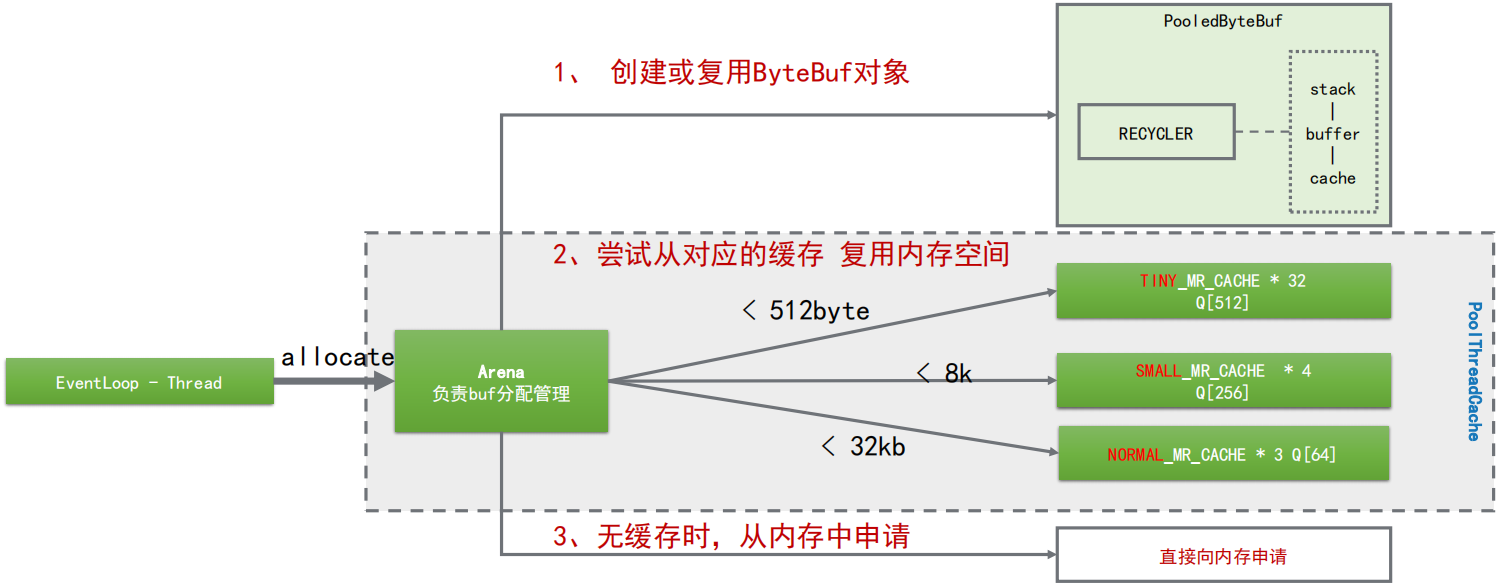 PooledByteBuf
1、 创建或复用ByteBuf对象
stack
buffer
cache
RECYCLER
2、尝试从对应的缓存 复用内存空间
TINY_MR_CACHE * 32
Q[512]
< 512byte
PoolThreadCache
allocate
EventLoop - Thread
Arena
负责buf分配管理
< 8k
SMALL_MR_CACHE * 4
Q[256]
< 32kb
NORMAL_MR_CACHE * 3 Q[64]
3、无缓存时，从内存中申请
直接向内存申请